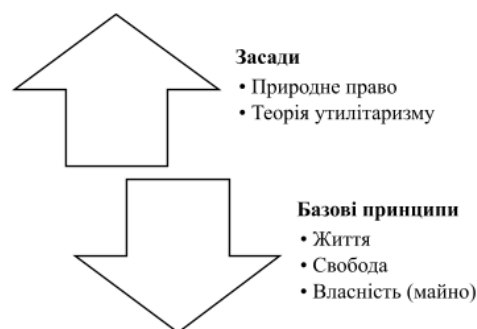 Засади
• Природне право
• Теорія утилітаризму
Базові принципи
• Життя
• Свобода
• Власність (майно)